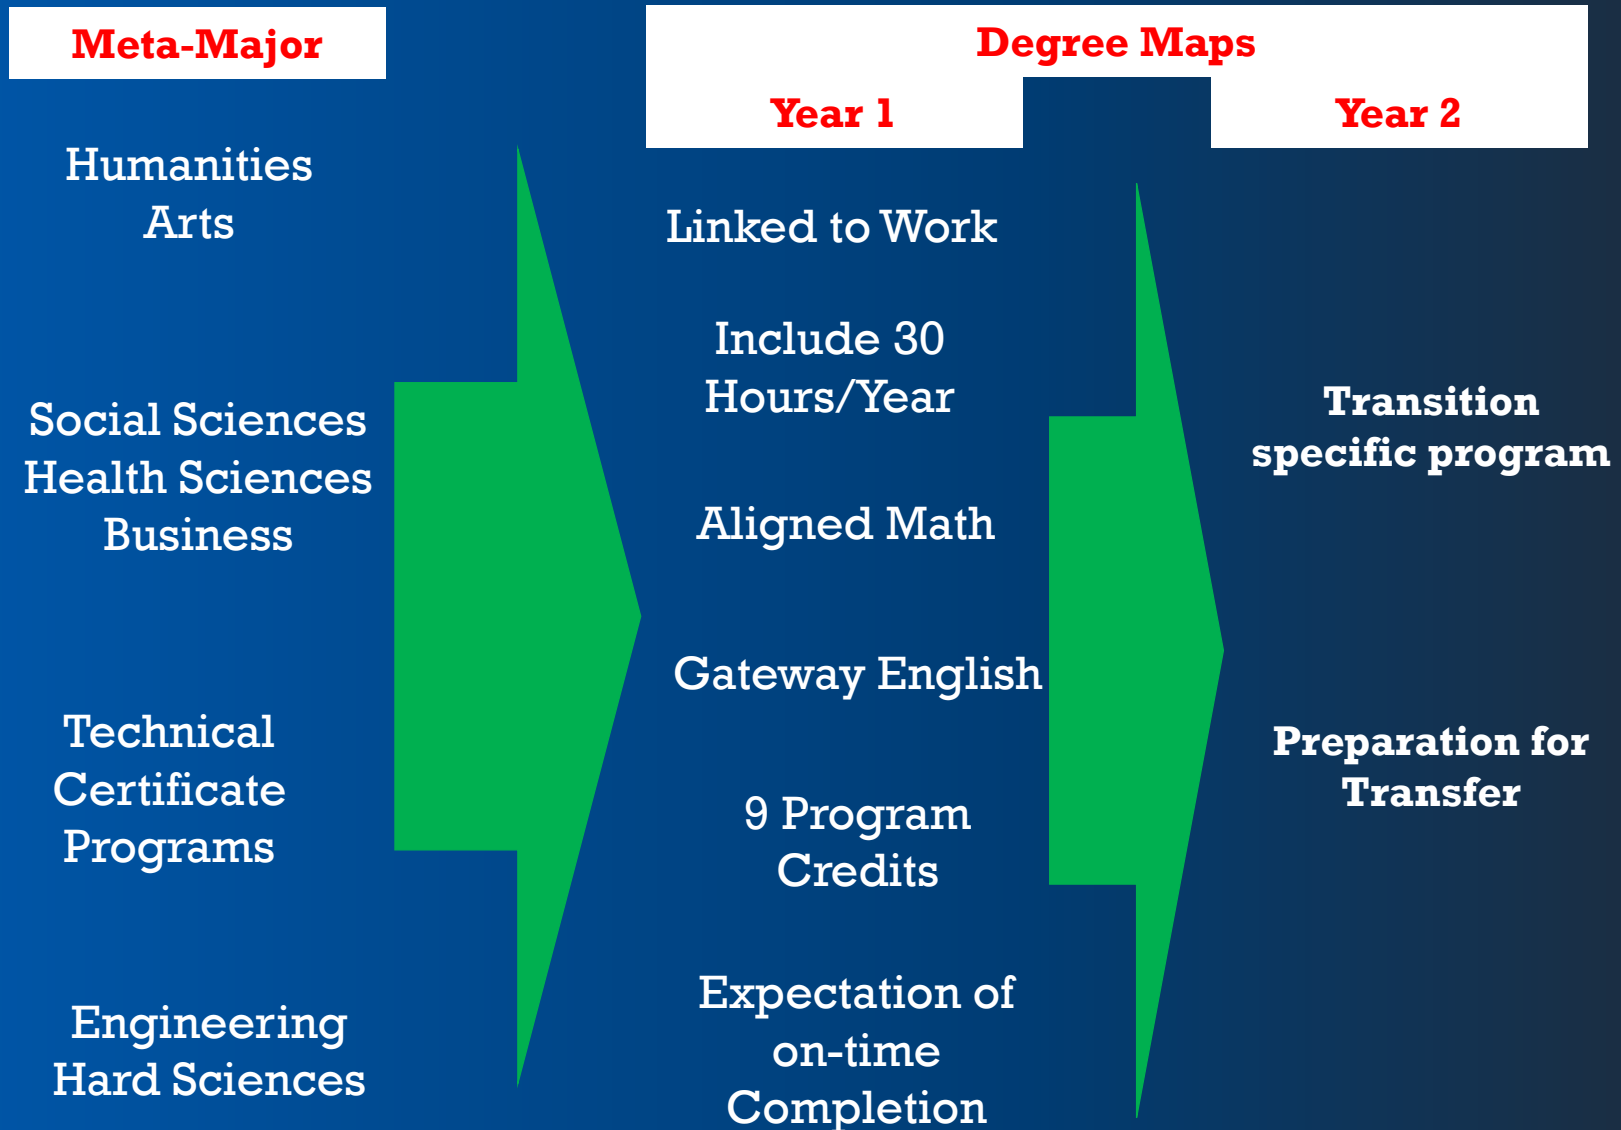 Meta-Major
Degree Maps
Year 1
Year 2
Humanities
Arts
Social Sciences
Health Sciences
Business
Technical
Certificate
Programs
Engineering
Hard Sciences
Linked to Work
Include 30
Hours/Year
Aligned Math
Gateway English
9 Program
Credits
Expectation of
on-time
Completion
Transition
specific program
Preparation for
Transfer